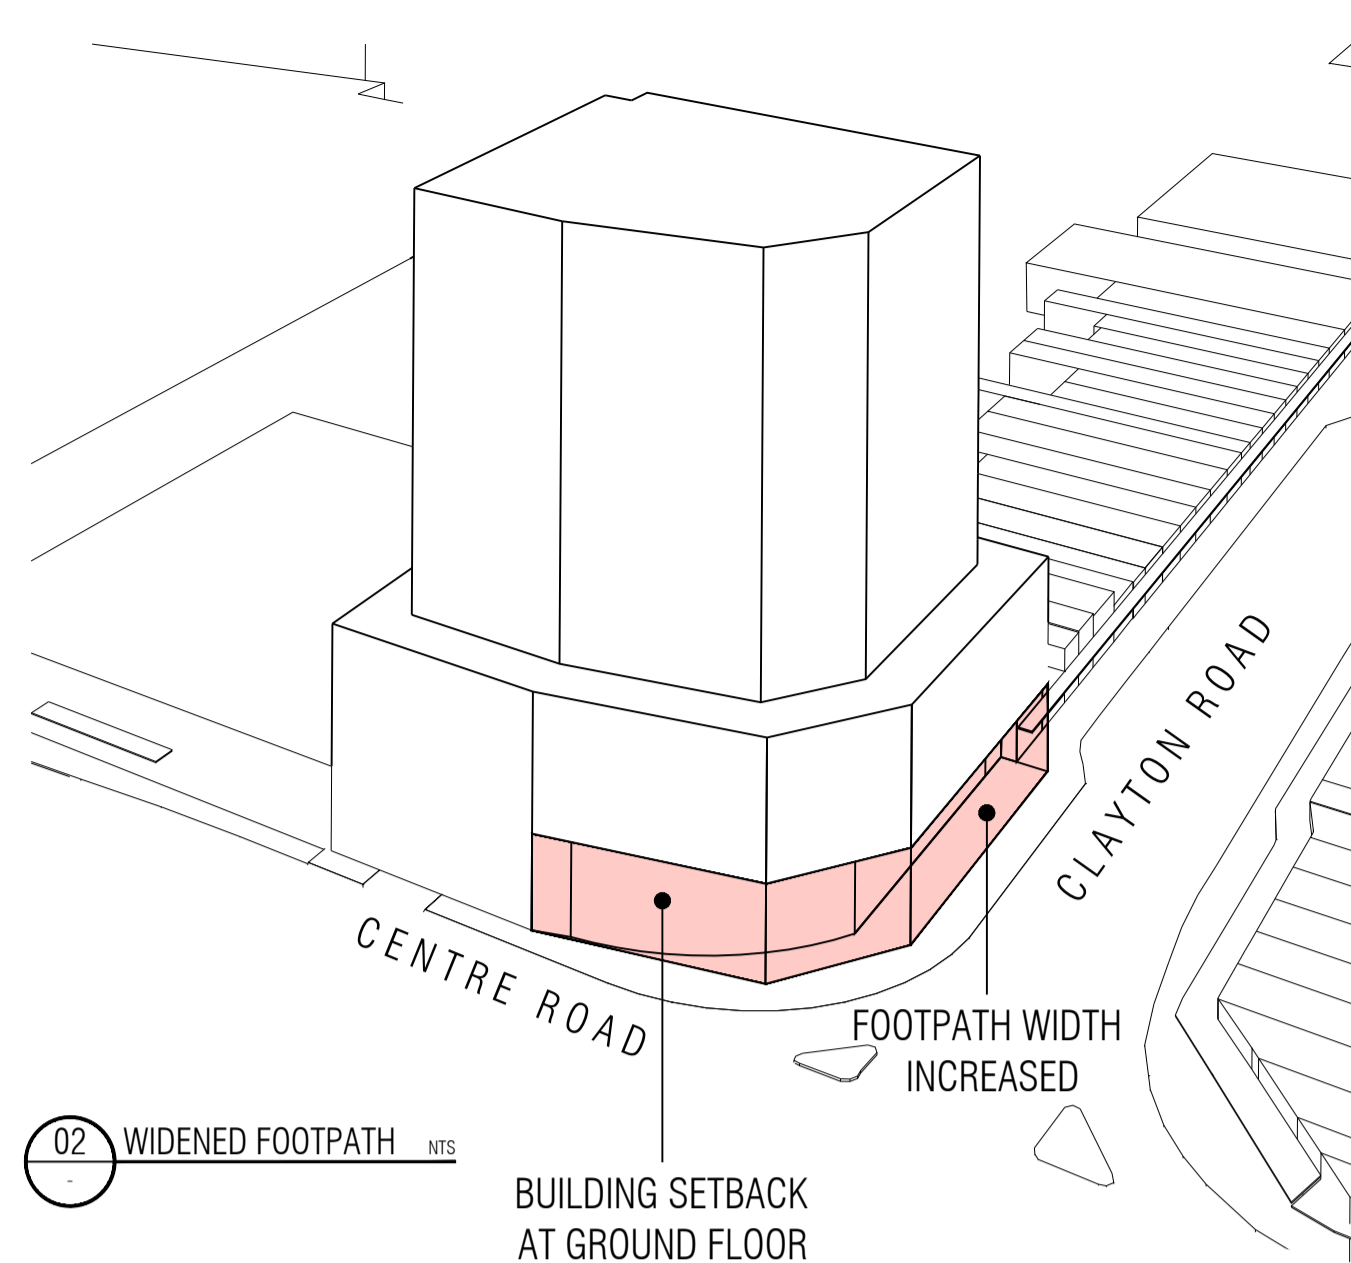 CLAYTON ROAD
CENTRE ROAD
FOOTPATH WIDTH
INCREASED
02
-
WIDENED FOOTPATH NTS
BUILDING SETBACK
AT GROUND FLOOR